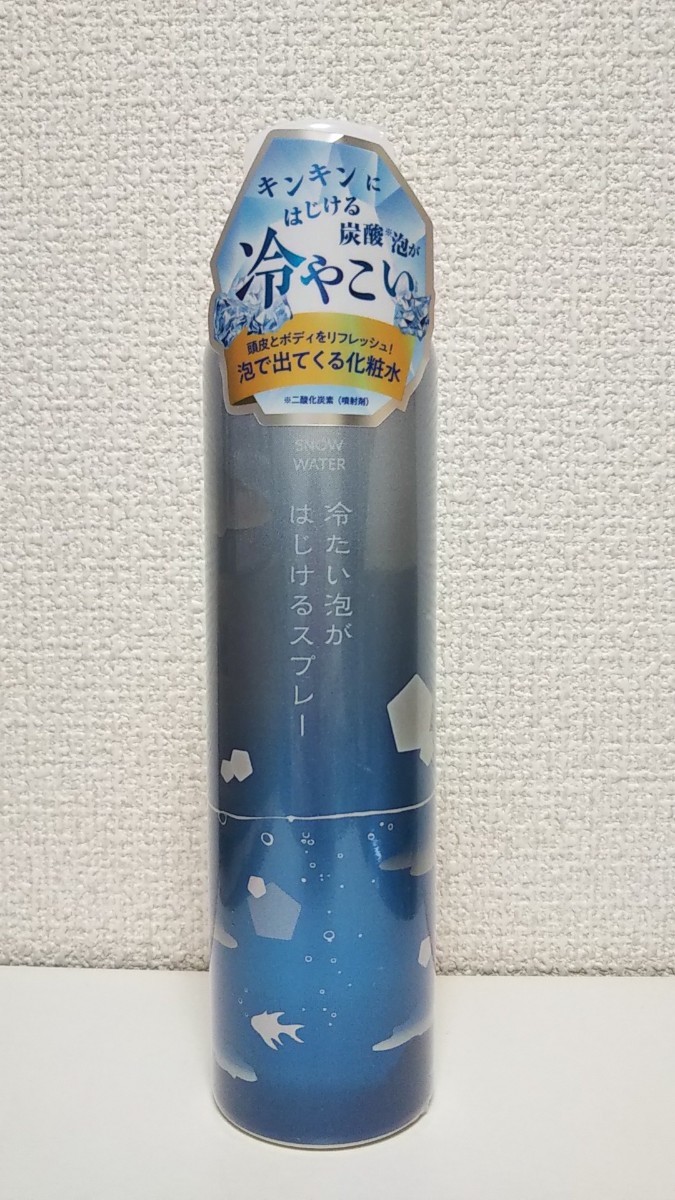 キンキンに
はじける
炭酸※泡が
冷やこい
頭皮とボディをリフレッシュ!
泡で出てくる化粧水
※二酸化炭素（噴射剤）
SNOW
WATER
冷たい泡が
はじけるスプレー